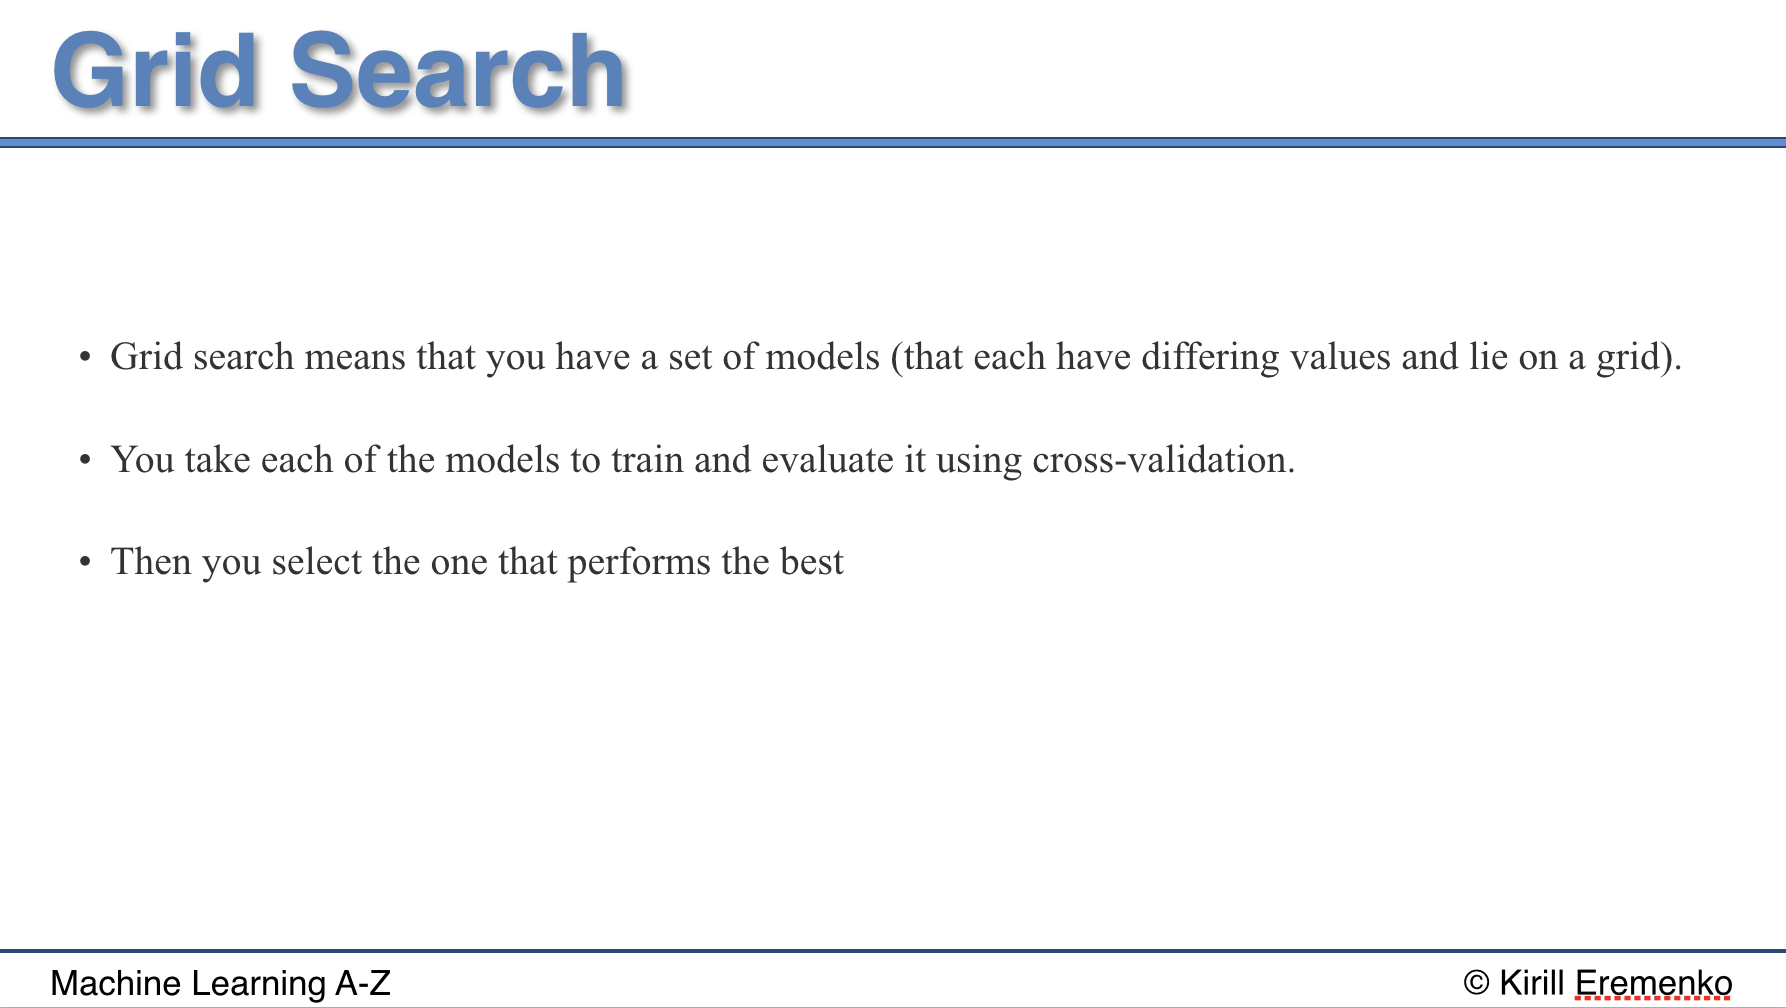 Grid Search
• Grid search means that you have a set of models (that each have differing values and lie on a grid).
• You take each of the models to train and evaluate it using cross-validation.
• Then you select the one that performs the best
Machine Learning A-Z
© Kirill Eremenko